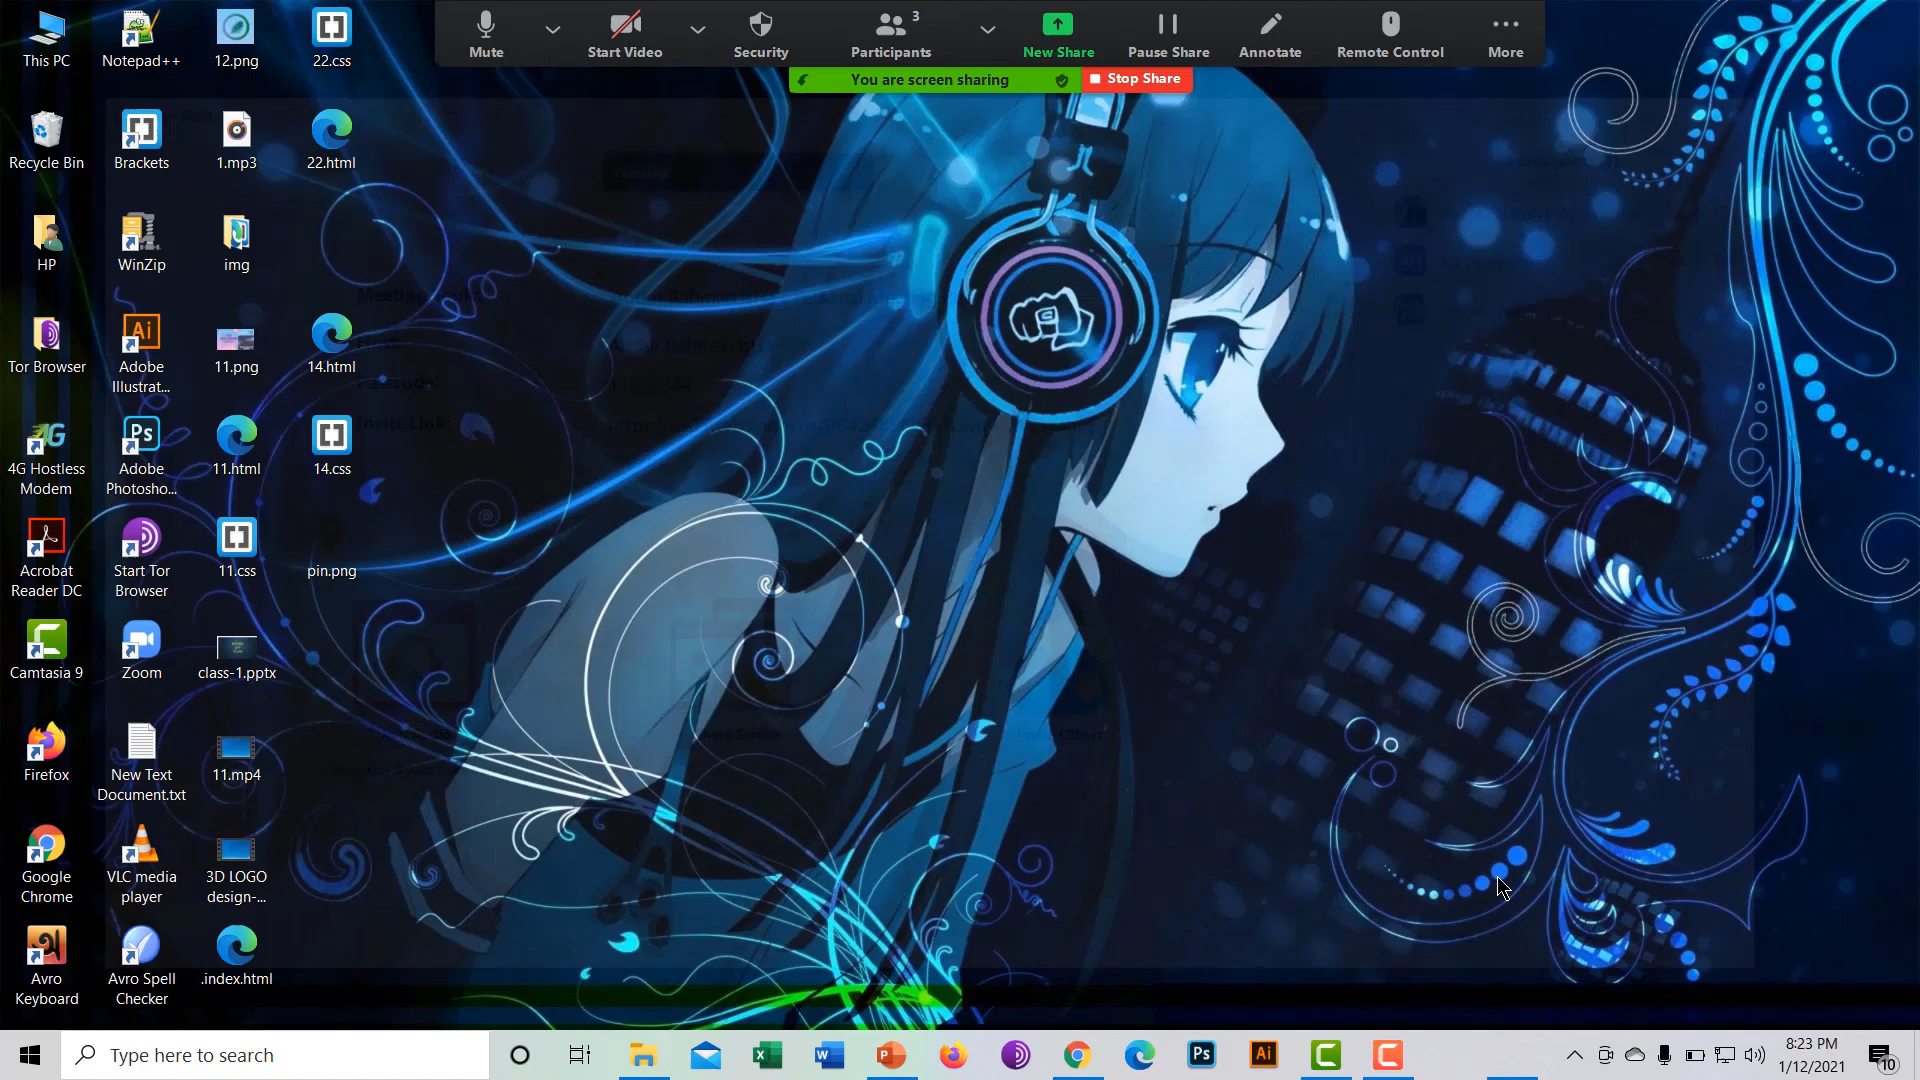 Mute
Start Video
Security
Participants
3
New Share
Pause Share
Annotate
Remote Control
More
You are screen sharing
Stop Share
This PC
Notepad++
12.png
22.css
Recycle Bin
Brackets
1.mp3
22.html
HP
WinZip
img
Tor Browser
Adobe
Illustrat...
11.png
14.html
4G Hostless
Modem
Adobe
Photosho...
11.html
14.css
Acrobat
Reader DC
Start Tor
Browser
11.css
pin.png
Camtasia 9
Zoom
class-1.pptx
Firefox
New Text
Document.txt
11.mp4
Google
Chrome
VLC media
player
3D LOGO
design-...
Avro
Keyboard
Avro Spell
Checker
.index.html
Type here to search
8:23 PM
1/12/2021
10